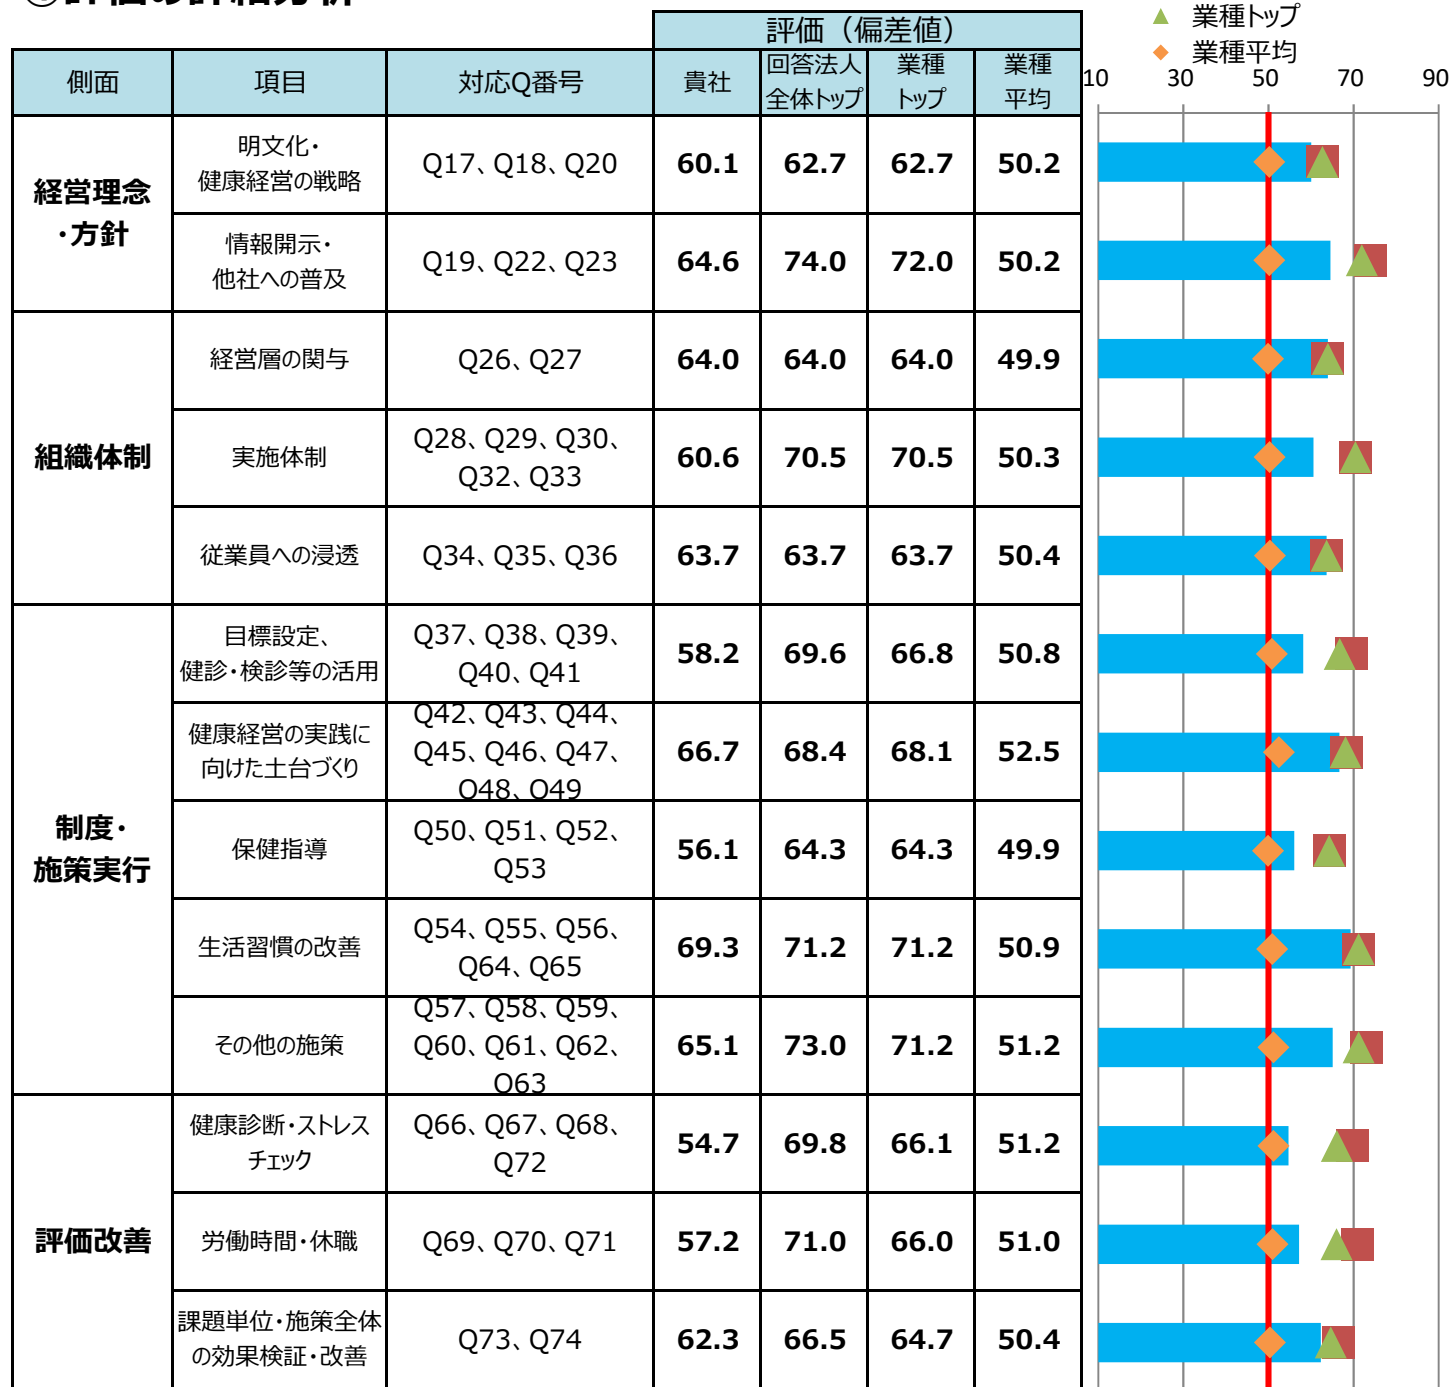 評価（偏差値）
▲ 業種トップ
◆ 業種平均
側面 項目 対応Q番号 貴社 回答法人 業種 業種
全体トップ トップ 平均
10 30 50 70 90
経営理念
・方針
明文化・
健康経営の戦略
Q17、Q18、Q20 60.1 62.7 62.7 50.2
情報開示・
他社への普及
Q19、Q22、Q23 64.6 74.0 72.0 50.2
組織体制
経営層の関与 Q26、Q27 64.0 64.0 64.0 49.9
実施体制
Q28、Q29、Q30、
Q32、Q33
60.6 70.5 70.5 50.3
従業員への浸透 Q34、Q35、Q36 63.7 63.7 63.7 50.4
制度・
施策実行
目標設定、
健診・検診等の活用
Q37、Q38、Q39、
Q40、Q41
58.2 69.6 66.8 50.8
健康経営の実践に
向けた土台づくり
Q42、Q43、Q44、
Q45、Q46、Q47、
Q48、Q49
66.7 68.4 68.1 52.5
保健指導
Q50、Q51、Q52、
Q53
56.1 64.3 64.3 49.9
生活習慣の改善
Q54、Q55、Q56、
Q64、Q65
69.3 71.2 71.2 50.9
その他の施策
Q57、Q58、Q59、
Q60、Q61、Q62、
Q63
65.1 73.0 71.2 51.2
評価改善
健康診断・ストレス
チェック
Q66、Q67、Q68、
Q72
54.7 69.8 66.1 51.2
労働時間・休職 Q69、Q70、Q71 57.2 71.0 66.0 51.0
課題単位・施策全体
の効果検証・改善
Q73、Q74 62.3 66.5 64.7 50.4